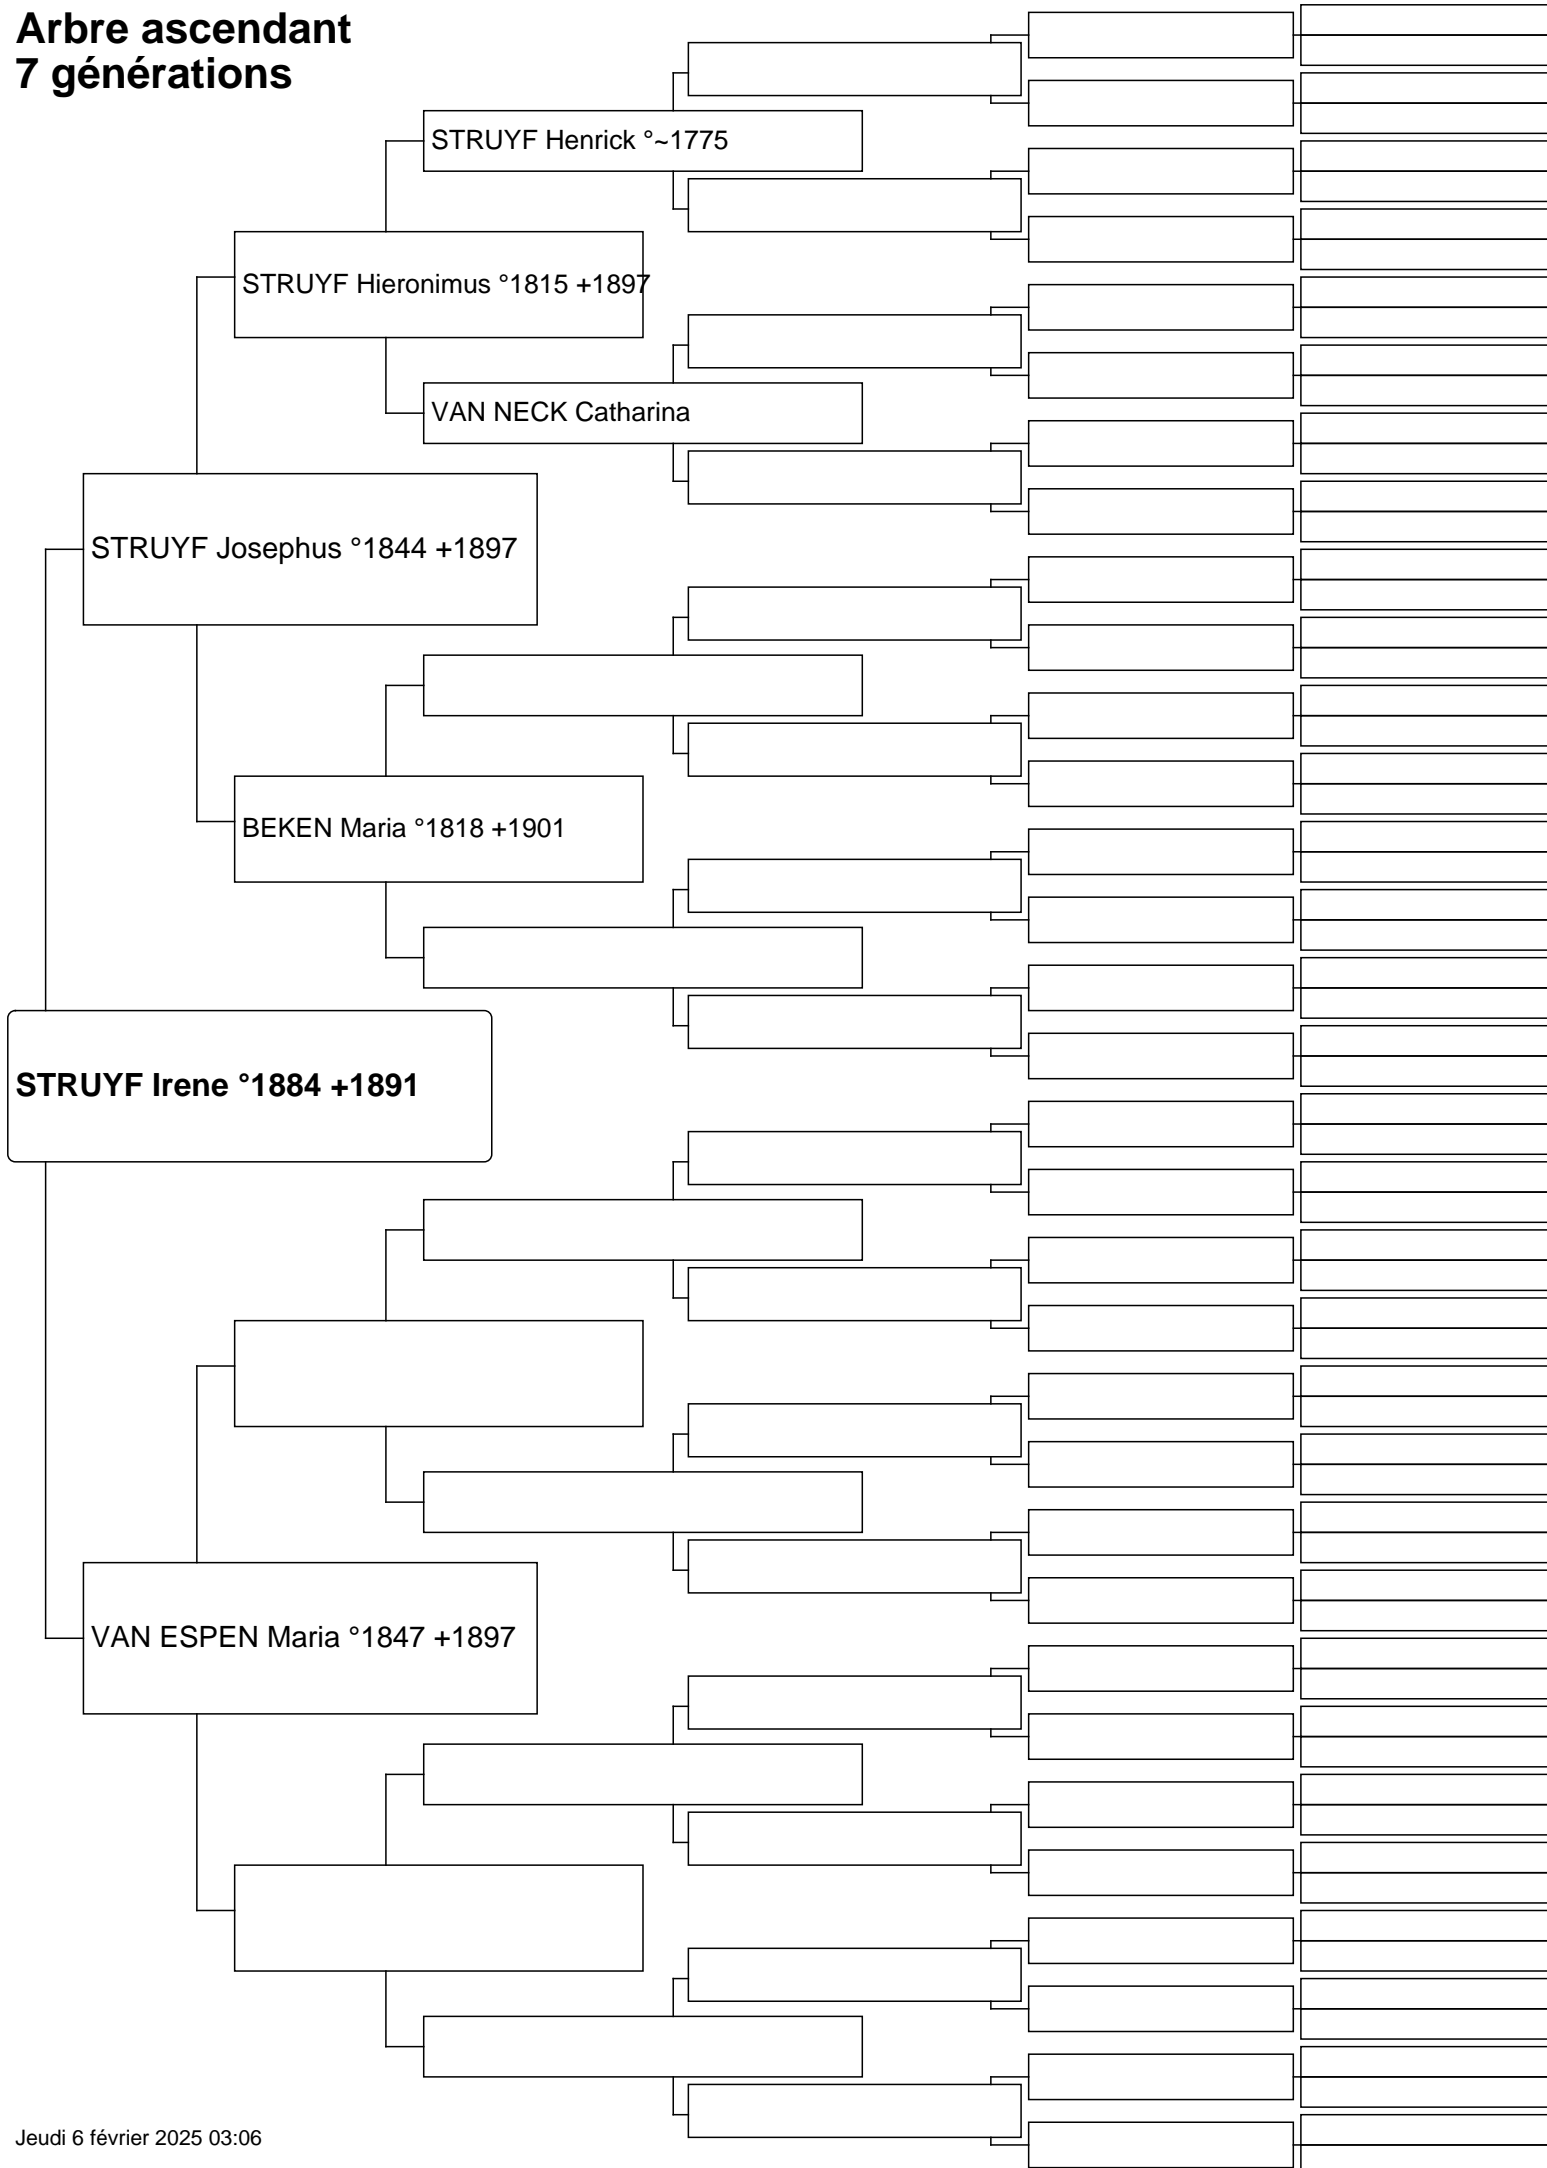 Arbre ascendant
7 générations
STRUYF Henrick °~1775
STRUYF Hieronimus °1815 +1897
VAN NECK Catharina
STRUYF Josephus °1844 +1897
BEKEN Maria °1818 +1901
STRUYF Irene °1884 +1891
VAN ESPEN Maria °1847 +1897
Jeudi 6 février 2025 03:06